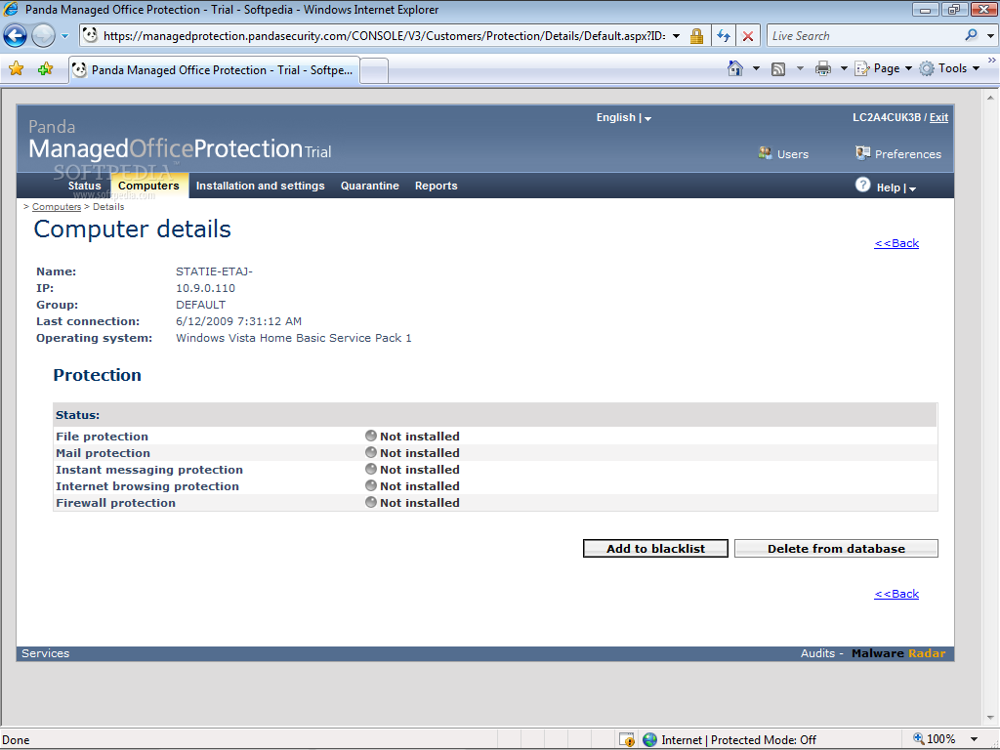 Panda Managed Office Protection - Trial - Softpedia - Windows Internet Explorer
https://managedprotection.pandasecurity.com/CONSOLE/V3/Customers/Protection/Details/Default.aspx?ID:
Live Search
Panda Managed Office Protection - Trial - Softpe...
Page
Tools
Panda
ManagedOfficeProtection Trial
English |
LC2A4CUK3B / Exit
Users
Preferences
SOFTPEDIA
www.softpedia.com
Status
Computers
Installation and settings
Quarantine
Reports
Help |
> Computers > Details
Computer details
<<Back
Name: STATIE-ETAJ-
IP: 10.9.0.110
Group: DEFAULT
Last connection: 6/12/2009 7:31:12 AM
Operating system: Windows Vista Home Basic Service Pack 1
Protection
Status:
File protection Not installed
Mail protection Not installed
Instant messaging protection Not installed
Internet browsing protection Not installed
Firewall protection Not installed
Add to blacklist
Delete from database
<<Back
Services
Audits - Malware Radar
Done
Internet | Protected Mode: Off
100%